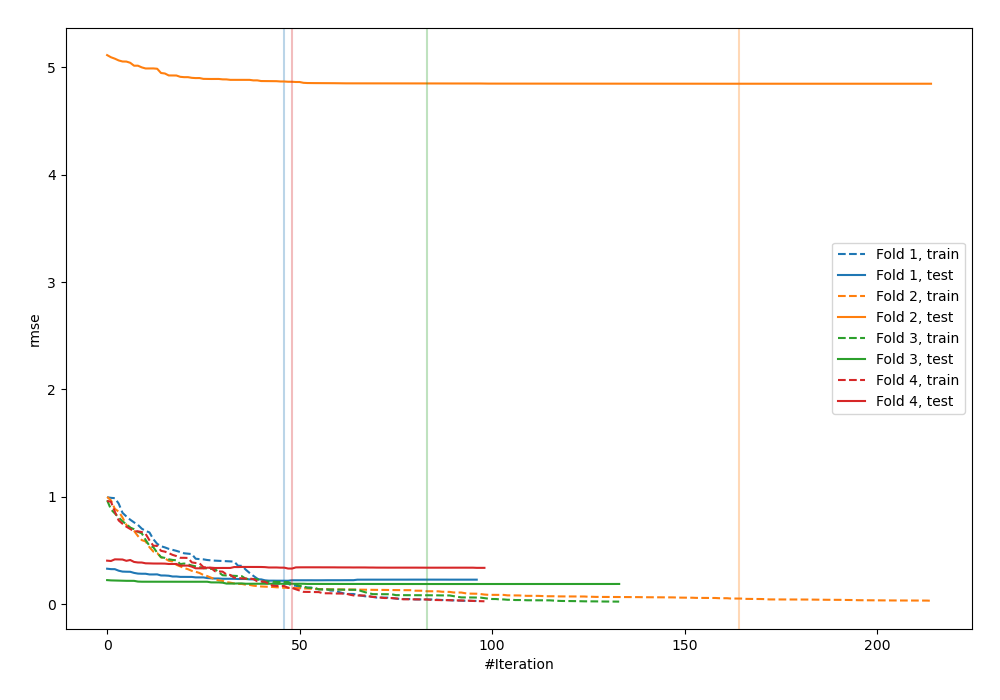 5
4
3
2
1
0
rmse
0
50
100
150
200
#Iteration
Fold 1, train
Fold 1, test
Fold 2, train
Fold 2, test
Fold 3, train
Fold 3, test
Fold 4, train
Fold 4, test